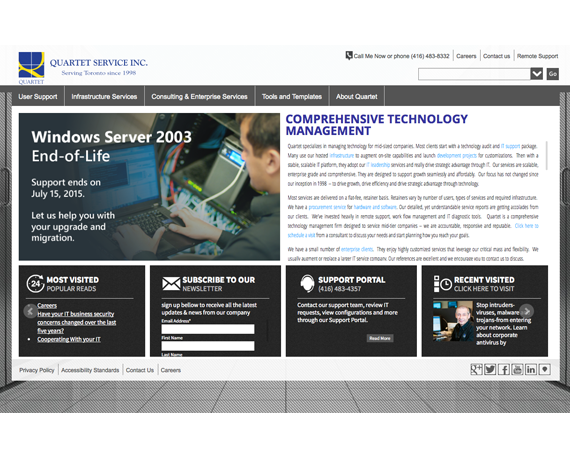 QUARTET SERVICE INC.
Serving Toronto since 1998
QUARTET
Call Me Now or phone (416) 483-8332
Careers
Contact us
Remote Support
Go
User Support
Infrastructure Services
Consulting & Enterprise Services
Tools and Templates
About Quartet
Windows Server 2003
End-of-Life
Support ends on
July 15, 2015.
Let us help you with
your upgrade and
migration.
COMPREHENSIVE TECHNOLOGY
MANAGEMENT
Quartet specializes in managing technology for mid-sized companies. Most clients start with a technology audit and IT support package.
Many use our hosted infrastructure to augment on-site capabilities and launch development projects for customizations. Then with a
stable, scalable IT platform, they adopt our IT leadership services and really drive strategic advantage through IT. Our services are scalable,
enterprise grade and comprehensive. They are designed to support growth seamlessly and affordably. Our focus has not changed since
our inception in 1998 – to drive growth, drive efficiency and drive strategic advantage through technology.
Most services are delivered on a flat-fee, retainer basis. Retainers vary by number of users, types of services and required infrastructure.
We have a procurement service for hardware and software. Our detailed, yet understandable service reports are getting accolades from
our clients. We've invested heavily in remote support, work flow management and IT diagnostic tools. Quartet is a comprehensive
technology management firm designed to service mid-size companies – we are accountable, responsive and reputable. Click here to
schedule a visit from a consultant to discuss your needs and start planning how you reach your goals.
We have a small number of enterprise clients. They enjoy highly customized services that leverage our critical mass and flexibility. We
usually augment or replace a larger IT service company. Our references are excellent and we encourage you to contact us to discuss.
24
MOST VISITED
POPULAR READS
Careers
Have your IT business security
concerns changed over the last
five years?
Cooperating With your IT
SUBSCRIBE TO OUR
NEWSLETTER
sign up bellow to receive all the latest
updates & news from our company
Email Address*
First Name
Last Name
SUPPORT PORTAL
(416) 483-4357
Contact our support team, review IT
requests, view configurations and more
through our Support Portal.
Read More
RECENT VISITED
CLICK HERE TO VISIT
Stop intruders-
viruses, malware
trojans-from entering
your network, Learn
about corporate
antivirus by
Privacy Policy
Accessibility Standards
Contact Us
Careers